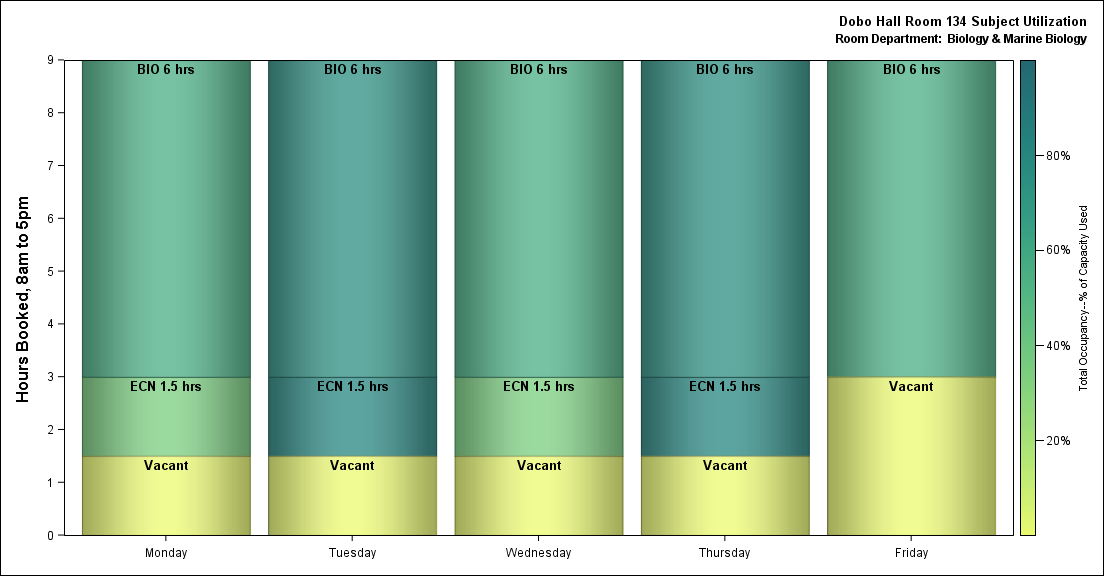 Dobo Hall Room 134 Subject Utilization
Room Department: Biology & Marine Biology
Hours Booked, 8am to 5pm
9
8
7
6
5
4
3
2
1
0
BIO 6 hrs
BIO 6 hrs
BIO 6 hrs
BIO 6 hrs
BIO 6 hrs
ECN 1.5 hrs
ECN 1.5 hrs
ECN 1.5 hrs
ECN 1.5 hrs
Vacant
Vacant
Vacant
Vacant
Vacant
Monday
Tuesday
Wednesday
Thursday
Friday
80%
60%
40%
20%
Total Occupancy--% of Capacity Used